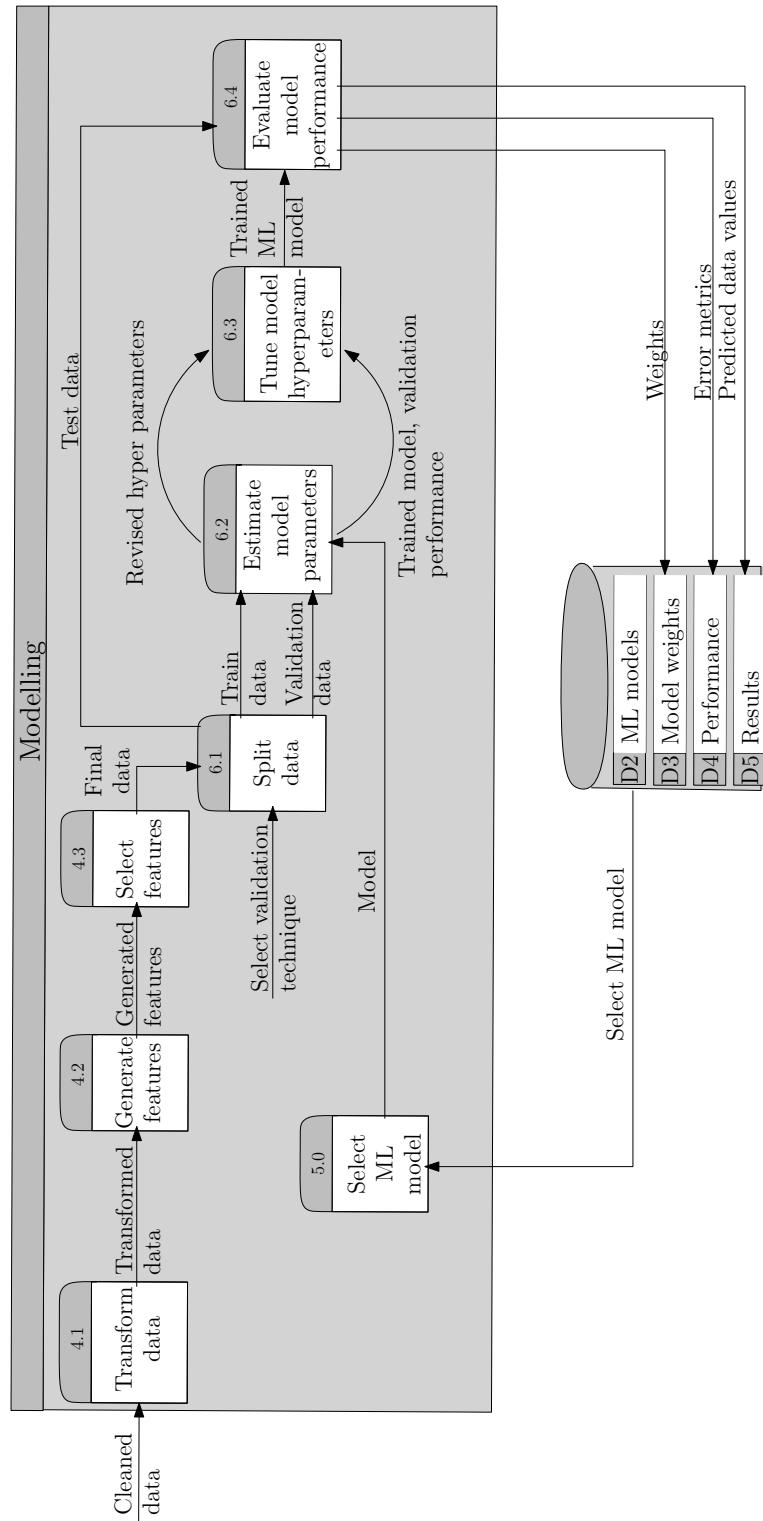 Modelling
Cleaned
data
4.1
Transform
data
Transformed
data
4.2
Generate
features
Generated
features
4.3
Select
features
Final
data
Test data
6.1
Split
data
Select validation
technique
Train
data
Validation
data
6.2
Estimate
model
parameters
Revised hyper parameters
Trained model, validation
performance
6.3
Tune model
hyperparam-
eters
Trained
ML
model
6.4
Evaluate
model
performance
5.0
Select
ML
model
Model
Select ML model
D2 ML models
D3 Model weights
D4 Performance
D5 Results
Weights
Error metrics
Predicted data values